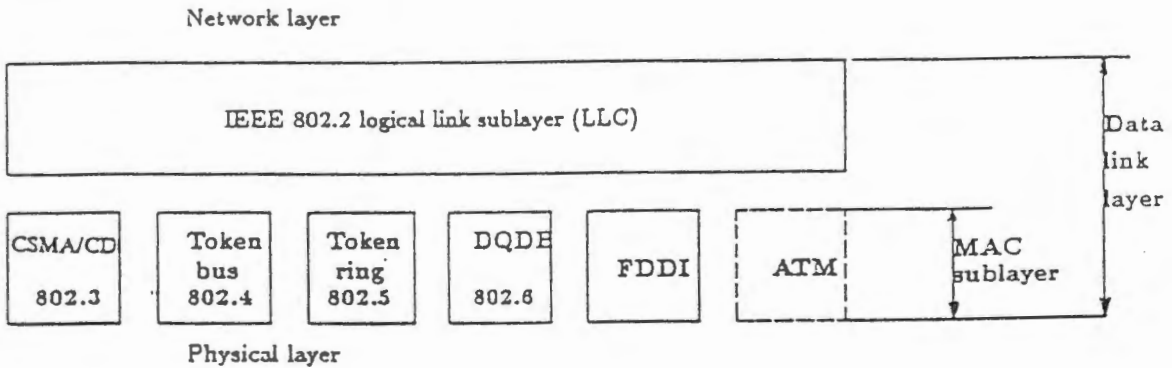 Network layer
IEEE 802.2 logical link sublayer (LLC)
Data
link
layer
CSMA/CD
802.3
Token
bus
802.4
Token
ring
802.5
DQDE
802.6
FDDI
ATM
MAC
sublayer
Physical layer